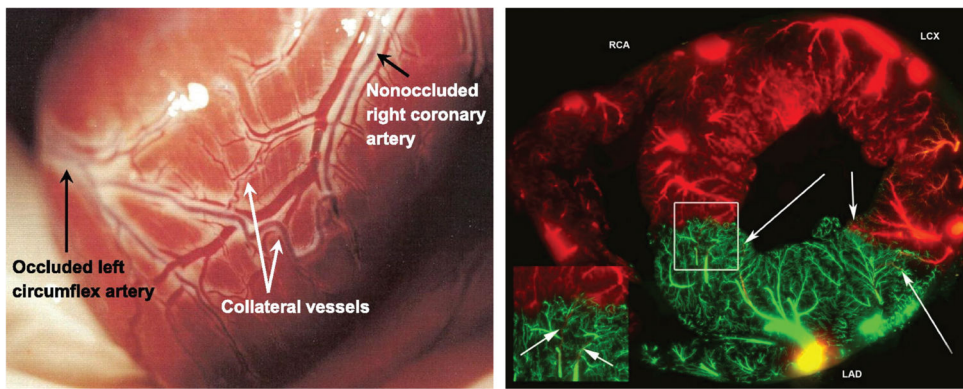 Nonoccluded
right coronary
artery
Occluded left
circumflex artery
Collateral vessels
RCA
LCX
LAD